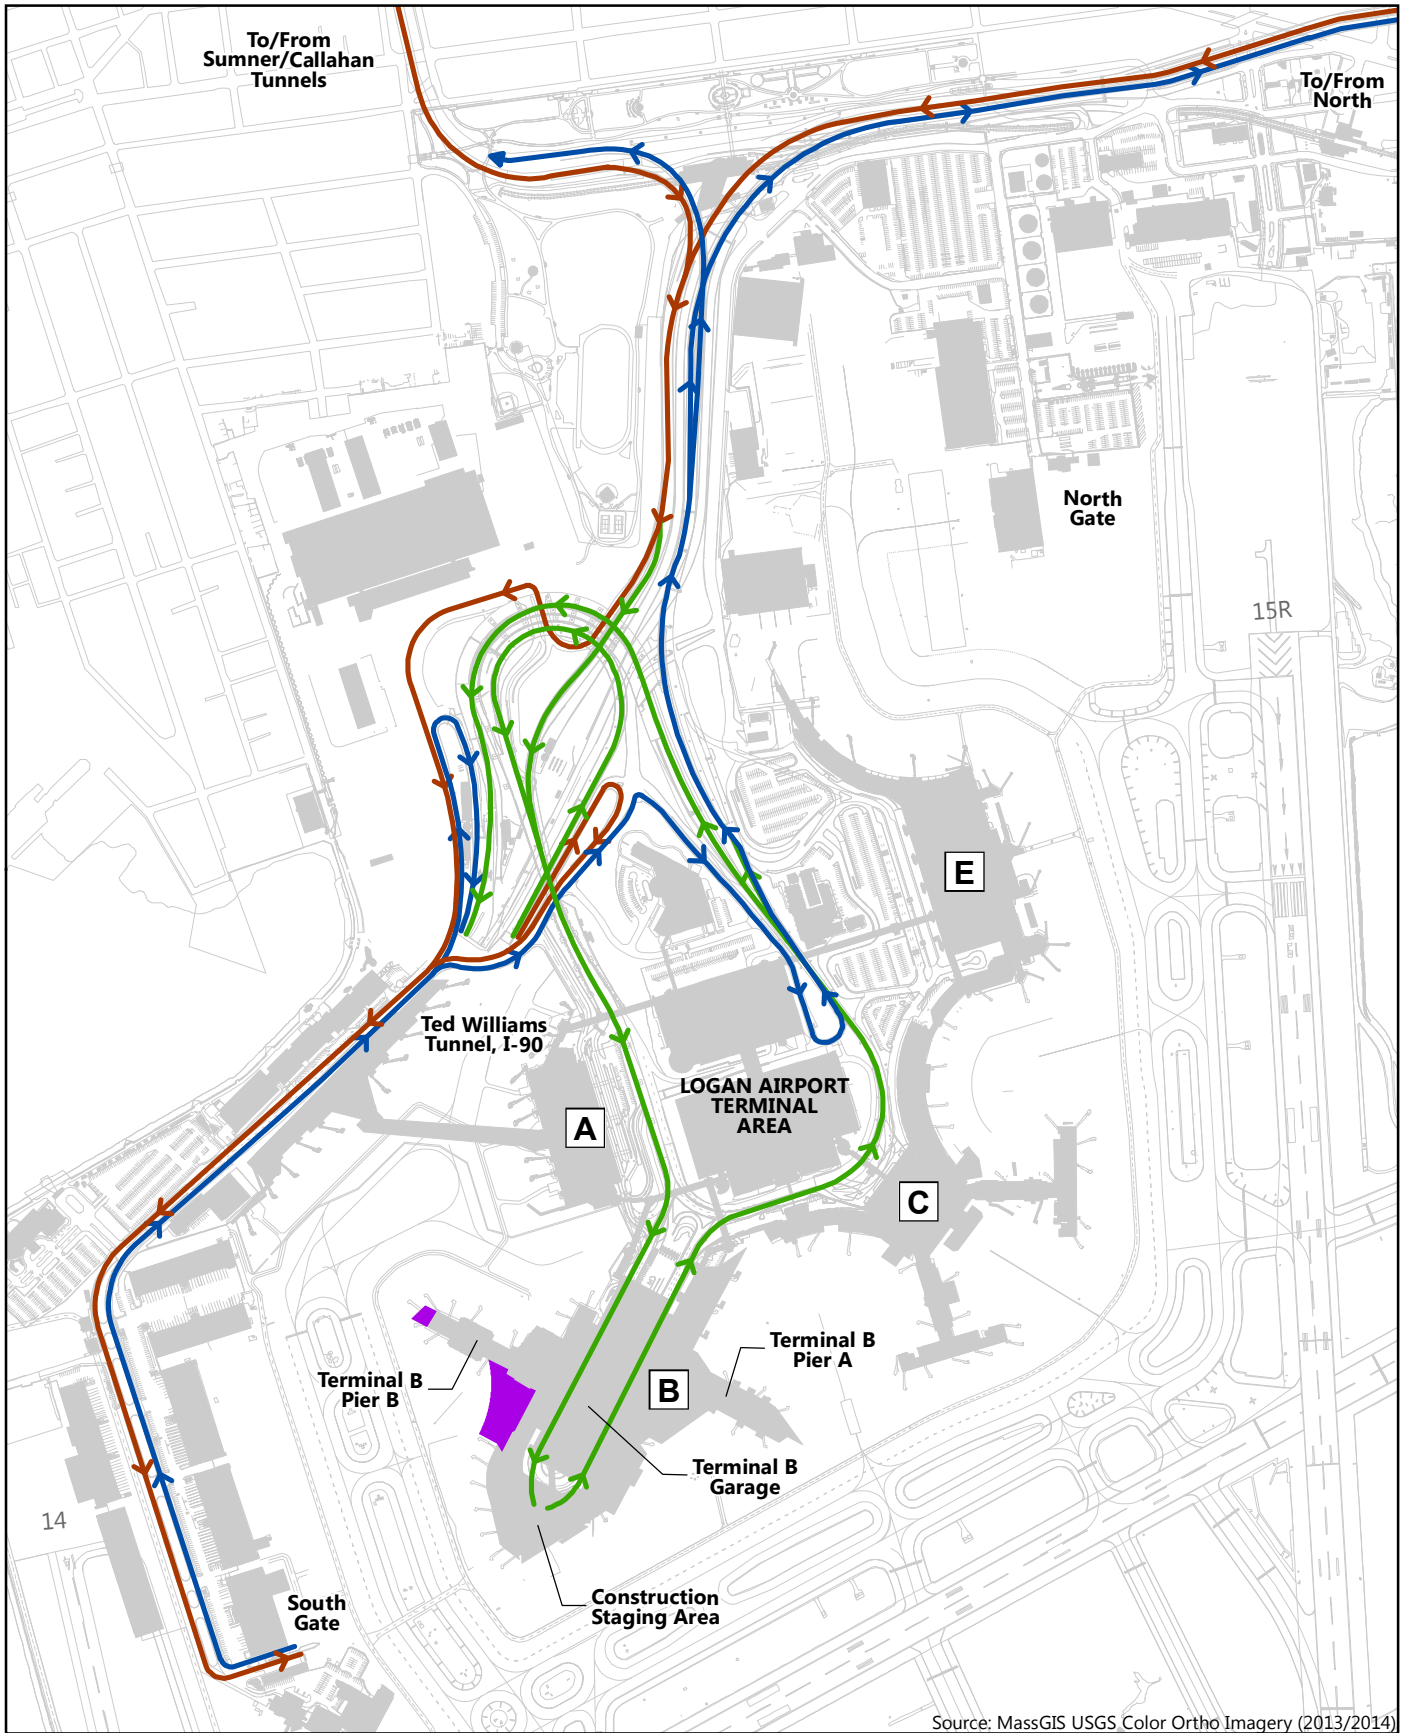 To/From
Sumner/Callahan
Tunnels
To/From
North
North
Gate
15R
E
Ted Williams
Tunnel, I-90
LOGAN AIRPORT
TERMINAL
AREA
A
C
Terminal B
Pier A
Terminal B
Pier B
B
Terminal B
Garage
14
Construction
Staging Area
South
Gate
Source: MassGIS USGS Color Ortho Imagery (2013/2014)